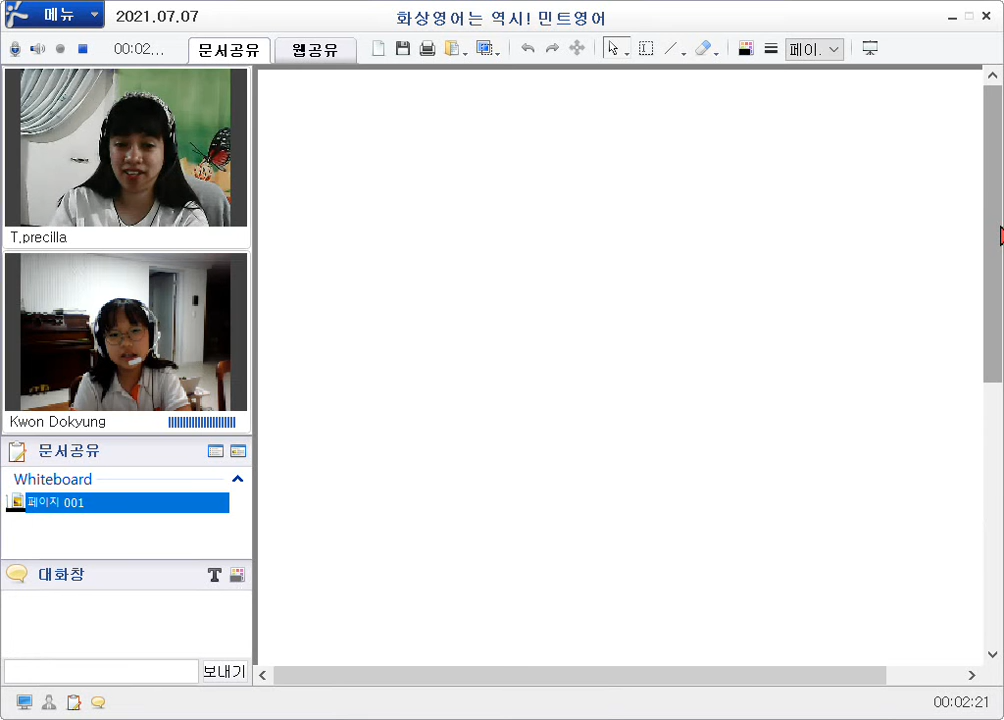 메뉴
2021.07.07
화상영어는 역시! 민트영어
00:02...
문서공유
웹공유
페이.
T.precilla
Kwon Dokyung
문서공유
Whiteboard
페이지 001
대화창
T
보내기
00:02:21